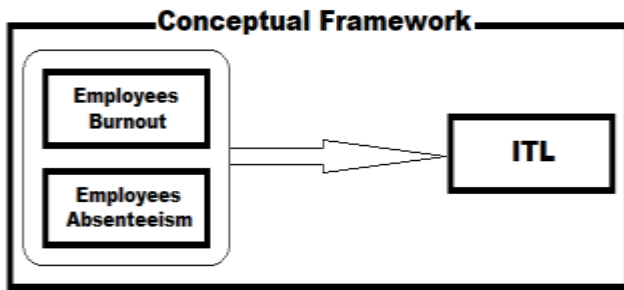 Conceptual Framework
Employees
Burnout
ITL
Employees
Absenteeism